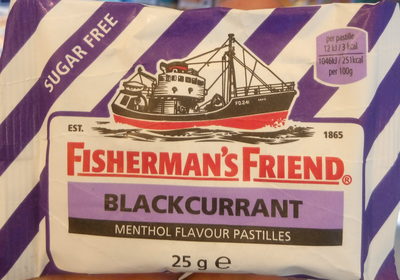 SUGAR FREE
per pastille
12 kJ / 3 kcal
1046kJ / 251kcal
per 100g
FD241
EST. 1865
FISHERMAN'S FRIEND®
BLACKCURRANT
MENTHOL FLAVOUR PASTILLES
25 g ℮